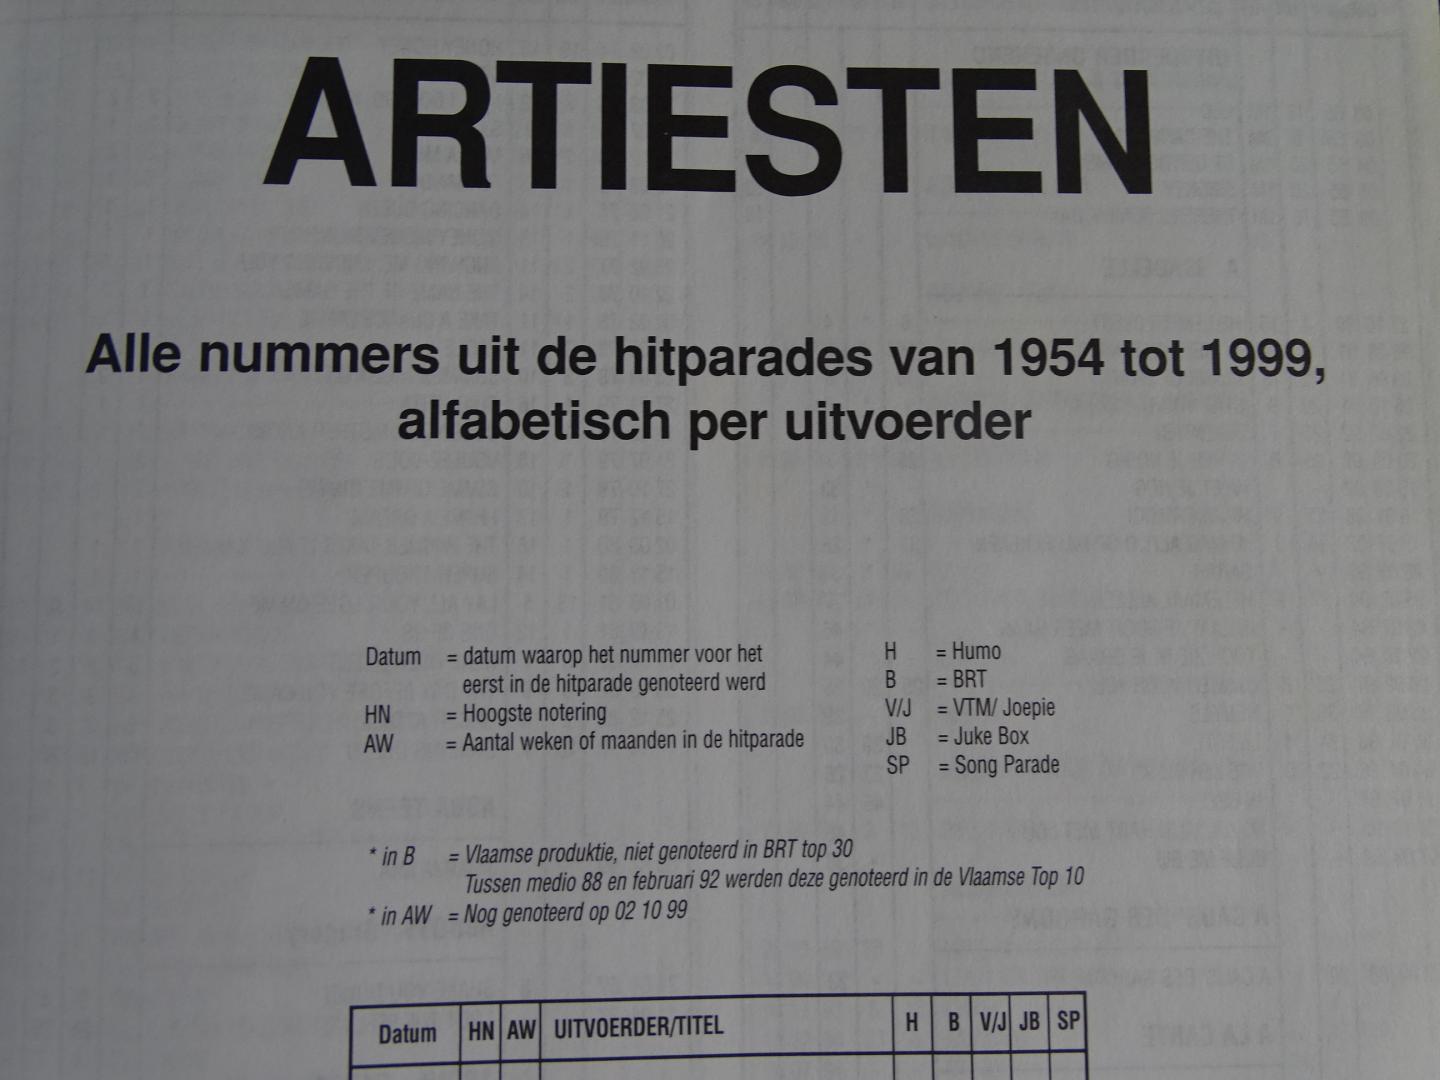 ARTIESTEN
Alle nummers uit de hitparades van 1954 tot 1999,
alfabetisch per uitvoerder
Datum = datum waarop het nummer voor het
eerst in de hitparade genoteerd werd
HN = Hoogste notering
AW = Aantal weken of maanden in de hitparade
H = Humo
B = BRT
V/J = VTM/ Joepie
JB = Juke Box
SP = Song Parade
* in B = Vlaamse produktie, niet genoteerd in BRT top 30
Tussen medio 88 en februari 92 werden deze genoteerd in de Vlaamse Top 10
* in AW = Nog genoteerd op 02 10 99
Datum HN AW UITVOERDER/TITEL H B V/J JB SP